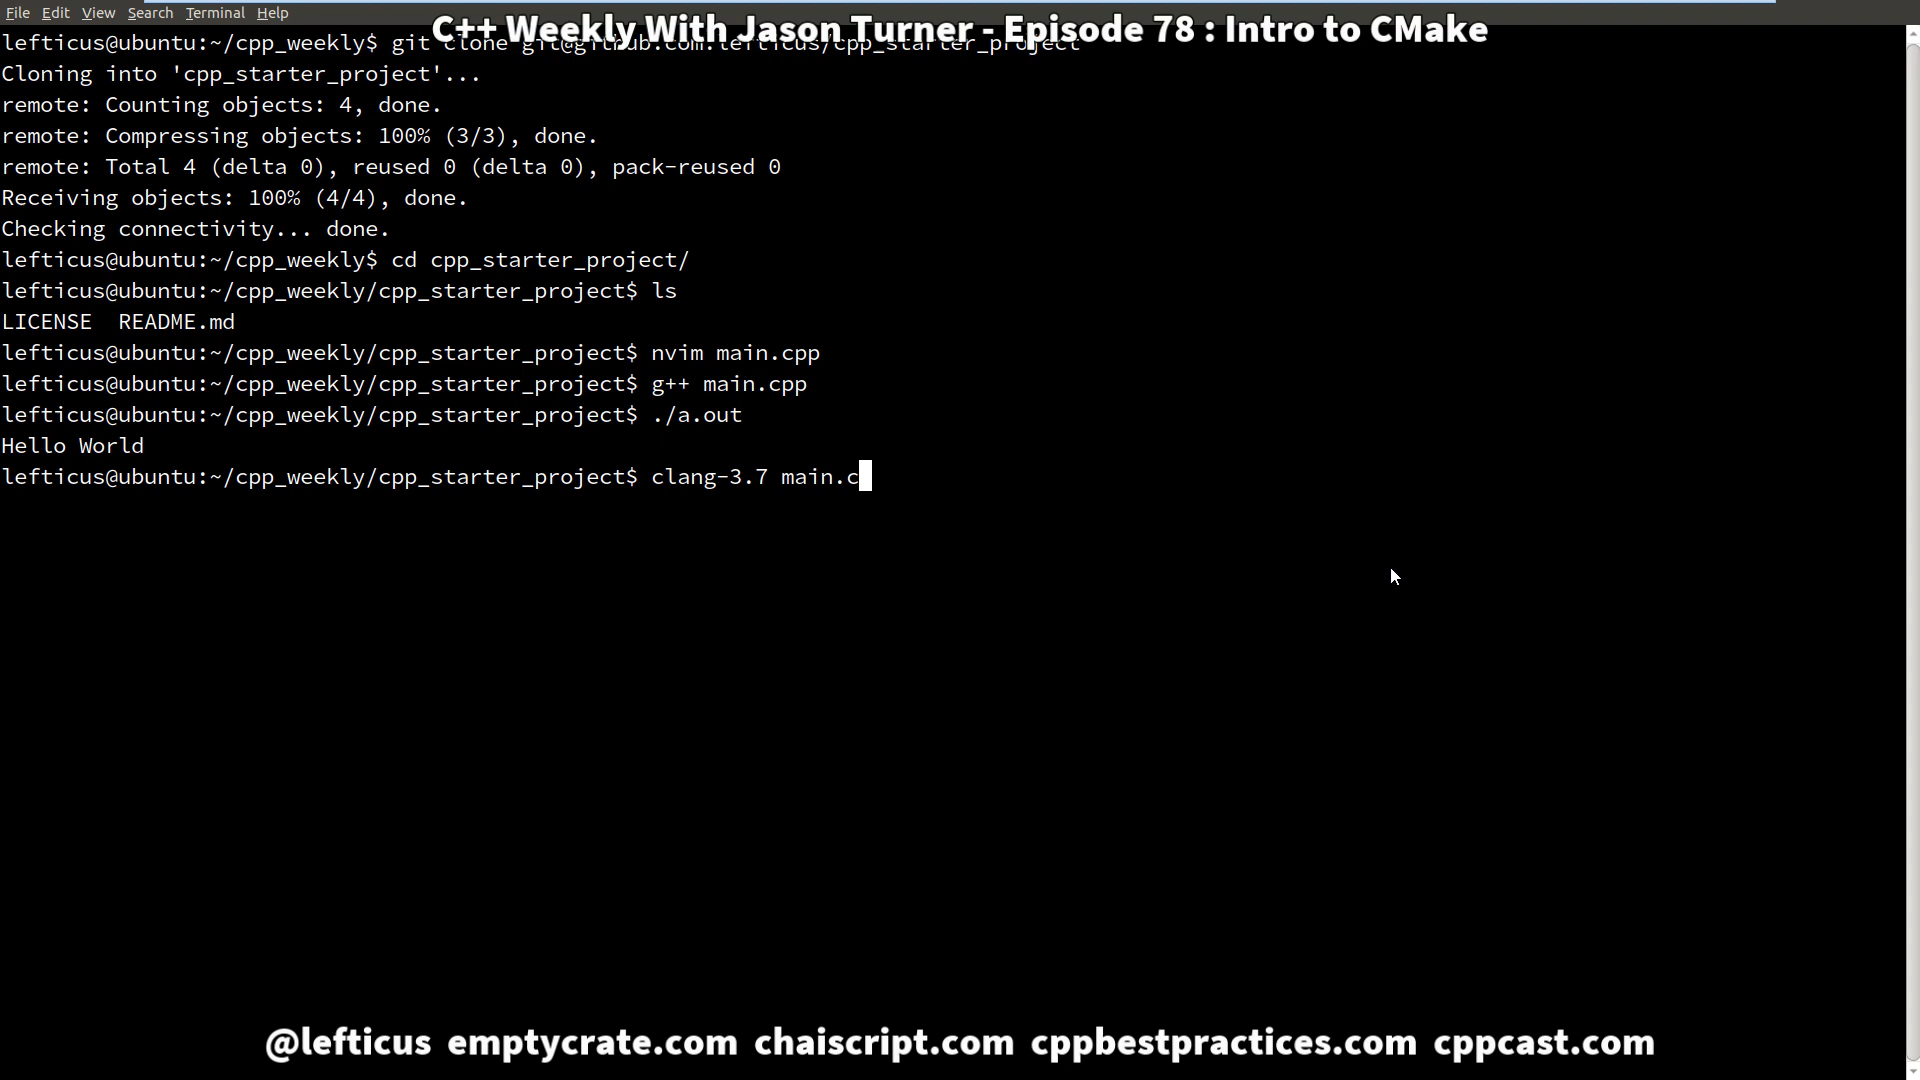 File Edit View Search Terminal Help
C++ Weekly With Jason Turner - Episode 78 : Intro to CMake
lefticus@ubuntu:~/cpp_weekly$ git clone git@github.com:lefticus/cpp_starter_project
Cloning into 'cpp_starter_project'...
remote: Counting objects: 4, done.
remote: Compressing objects: 100% (3/3), done.
remote: Total 4 (delta 0), reused 0 (delta 0), pack-reused 0
Receiving objects: 100% (4/4), done.
Checking connectivity... done.
lefticus@ubuntu:~/cpp_weekly$ cd cpp_starter_project/
lefticus@ubuntu:~/cpp_weekly/cpp_starter_project$ ls
LICENSE  README.md
lefticus@ubuntu:~/cpp_weekly/cpp_starter_project$ nvim main.cpp
lefticus@ubuntu:~/cpp_weekly/cpp_starter_project$ g++ main.cpp
lefticus@ubuntu:~/cpp_weekly/cpp_starter_project$ ./a.out
Hello World
lefticus@ubuntu:~/cpp_weekly/cpp_starter_project$ clang-3.7 main.c
@lefticus emptycrate.com chaiscript.com cppbestpractices.com cppcast.com